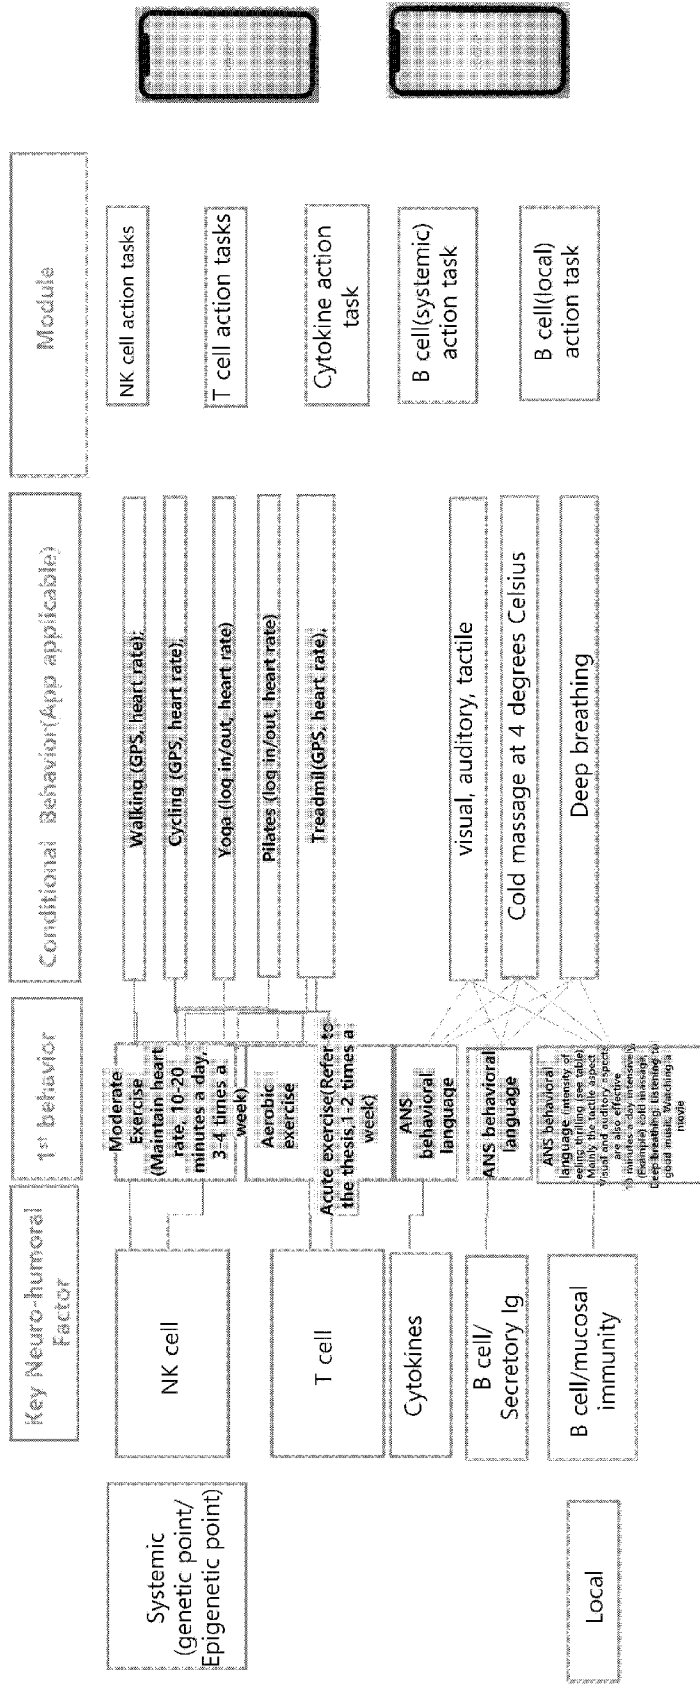 Key Neuro-humoral
Factor
1st behavior
Conditional Behavior(App applicable)
Module
Systemic
(genetic point/
Epigenetic point)
NK cell
Moderate
Exercise
(Maintain heart
rate, 10-20
minutes a day,
3-4 times a
week)
Walking (GPS, heart rate),
Cycling (GPS, heart rate),
Yoga (log in/out, heart rate)
Pilates (log in/out, heart rate)
Treadmil(GPS, heart rate),
NK cell action tasks
T cell
Aerobic
exercise
Acute exercise(Refer to
the thesis,1-2 times a
week)
T cell action tasks
Cytokines
ANS
behavioral
language
visual, auditory, tactile
Cytokine action
task
B cell/
Secretory Ig
ANS behavioral
language
Cold massage at 4 degrees Celsius
B cell(systemic)
action task
Local
B cell/mucosal
immunity
ANS behavioral
language (intensity of
feeling thrilling (see table)
Mainly the tactile aspect
Visual and auditory aspects
are also effective
minutes a day intensively
(Example) cold massage,
Deep breathing, Listening to
good music, Watching a
movie
Deep breathing
B cell(local)
action task